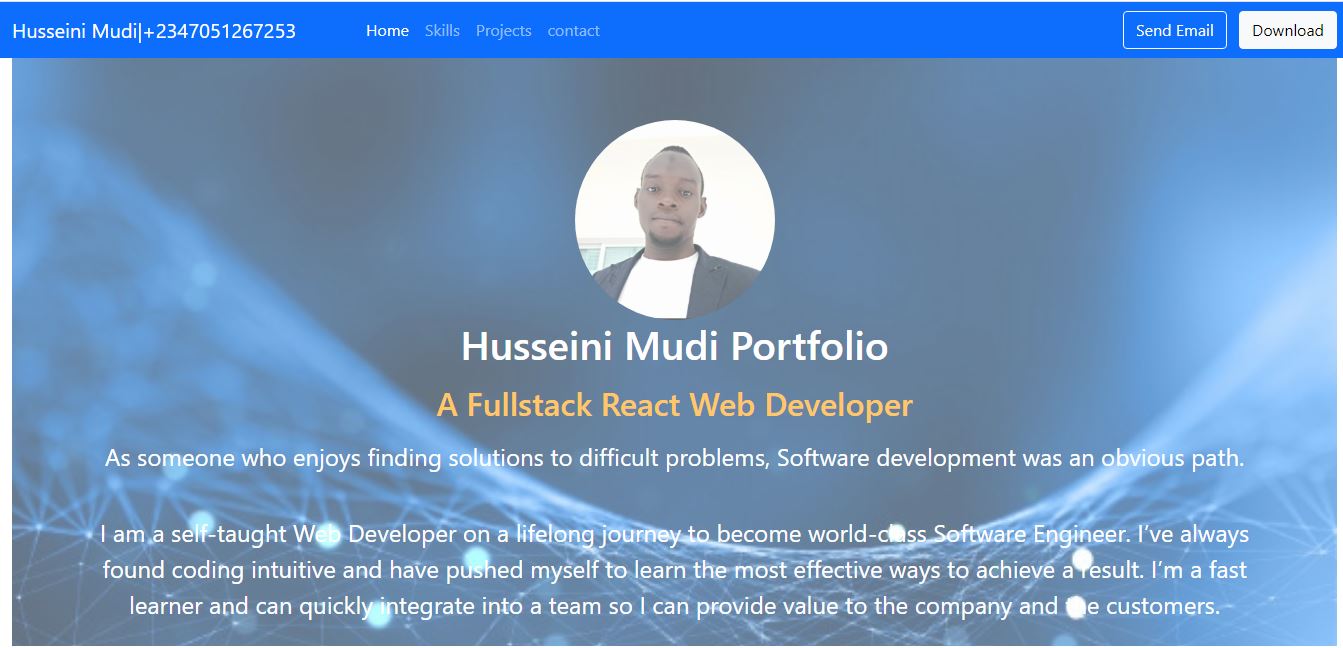 Husseini Mudi|+2347051267253 Home Skills Projects contact Send Email Download
Husseini Mudi Portfolio
A Fullstack React Web Developer
As someone who enjoys finding solutions to difficult problems, Software development was an obvious path.
I am a self-taught Web Developer on a lifelong journey to become world-class Software Engineer. I’ve always
found coding intuitive and have pushed myself to learn the most effective ways to achieve a result. I’m a fast
learner and can quickly integrate into a team so I can provide value to the company and the customers.